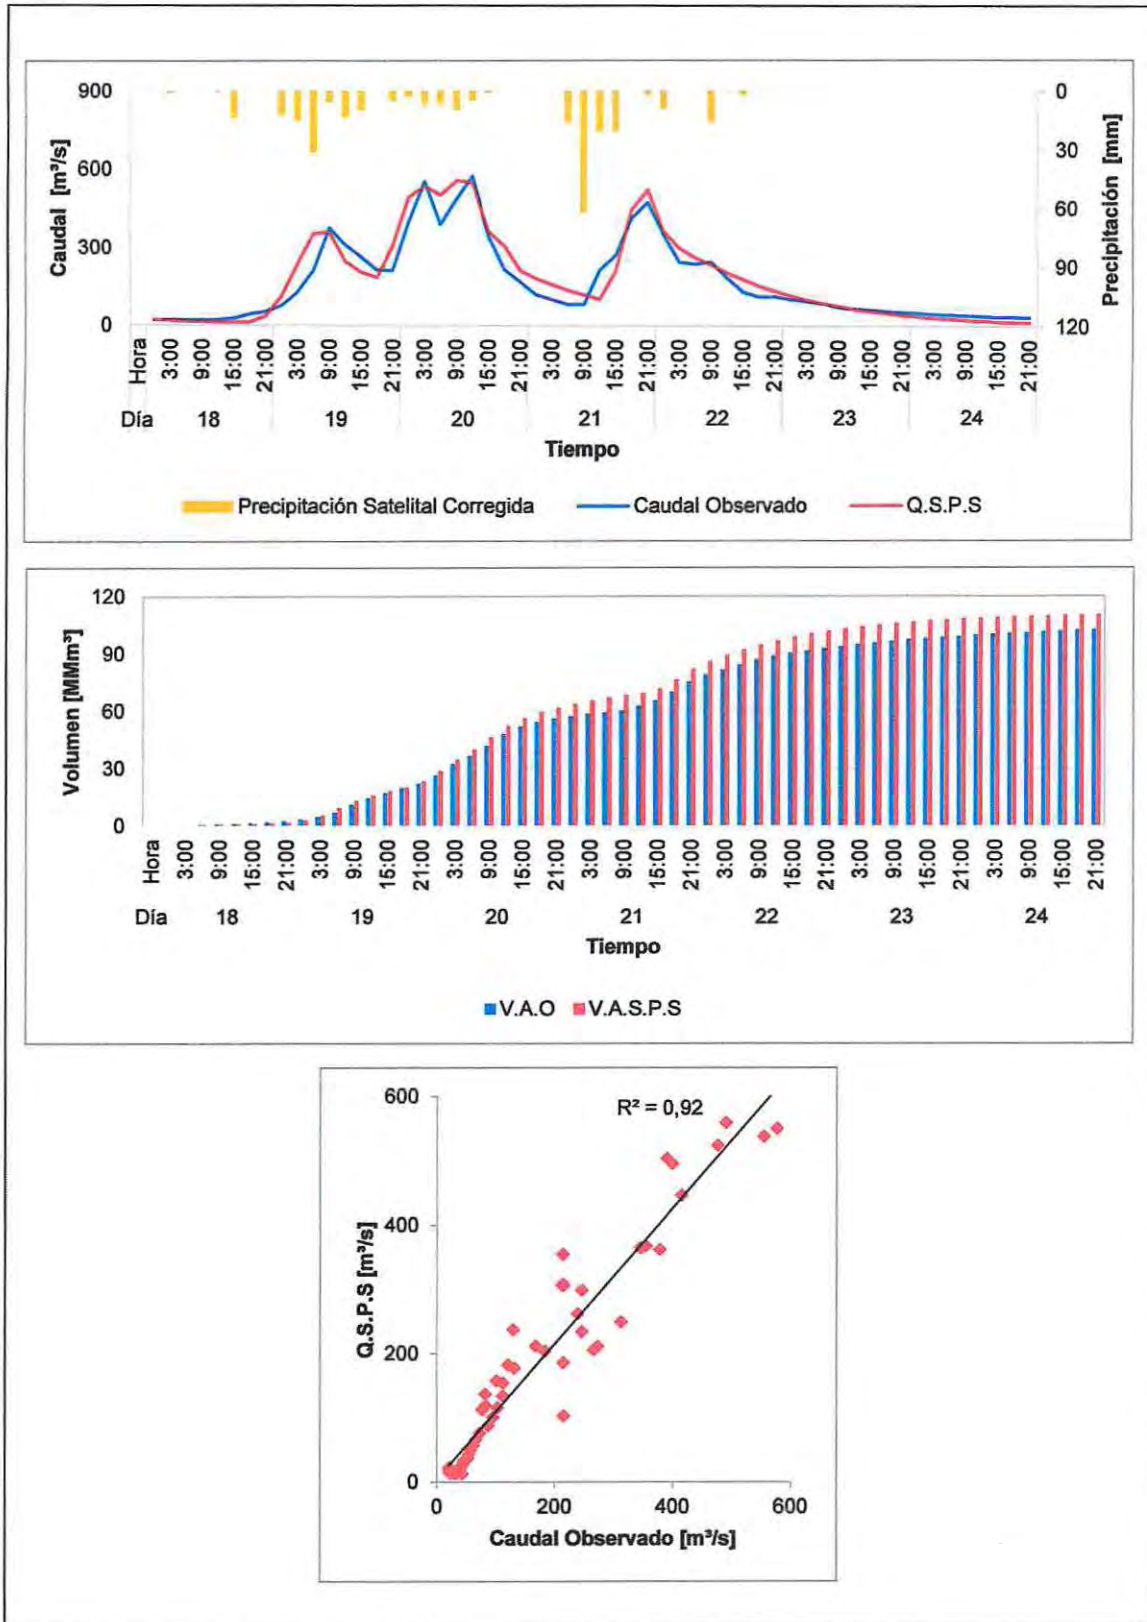 900
600
300
0
Caudal [m³/s]
0
30
60
90
120
Precipitación [mm]
Hora 3:00 9:00 15:00 21:00 3:00 9:00 15:00 21:00 3:00 9:00 15:00 21:00 3:00 9:00 15:00 21:00 3:00 9:00 15:00 21:00 3:00 9:00 15:00 21:00 3:00 9:00 15:00 21:00
Día 18 19 20 21 22 23 24
Tiempo
Precipitación Satelital Corregida Caudal Observado Q.S.P.S
120
90
60
30
0
Volumen [MMm³]
Hora 3:00 9:00 15:00 21:00 3:00 9:00 15:00 21:00 3:00 9:00 15:00 21:00 3:00 9:00 15:00 21:00 3:00 9:00 15:00 21:00 3:00 9:00 15:00 21:00 3:00 9:00 15:00 21:00
Día 18 19 20 21 22 23 24
Tiempo
V.A.O V.A.S.P.S
R² = 0,92
600
400
200
0
Q.S.P.S [m³/s]
0 200 400 600
Caudal Observado [m³/s]